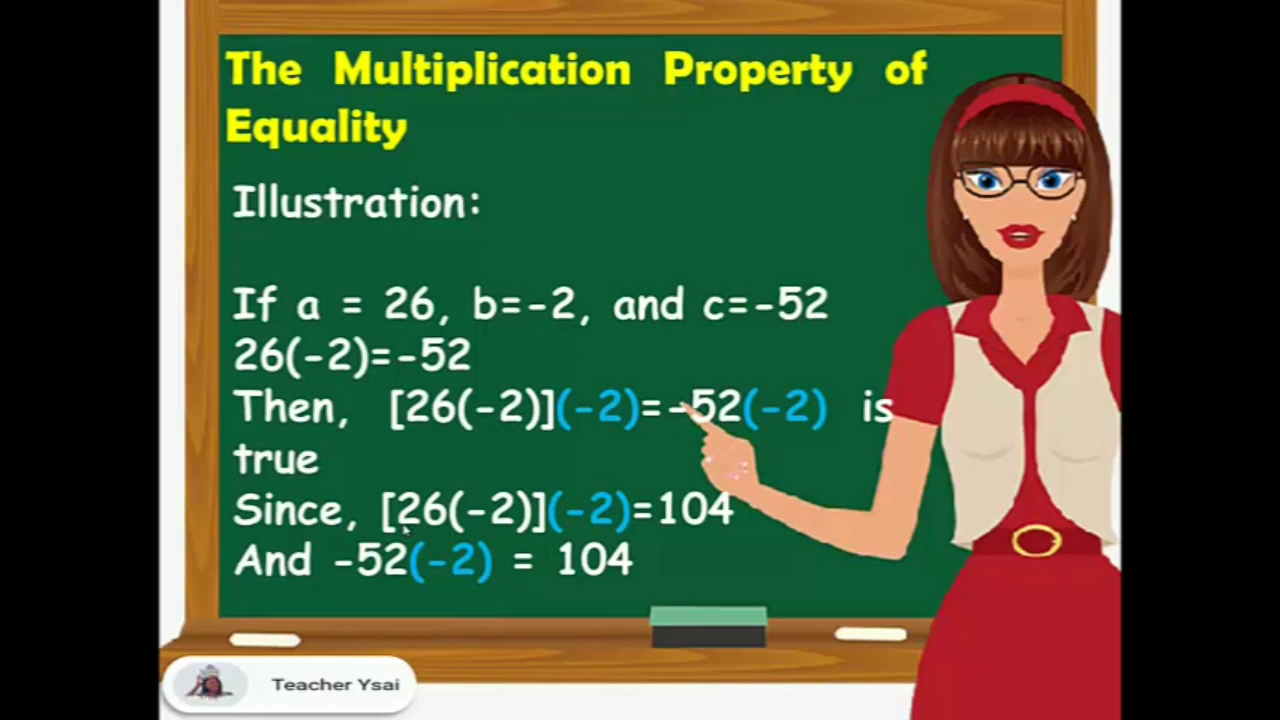 The Multiplication Property of
Equality
Illustration:
If a = 26, b=-2, and c=-52
26(-2)=-52
Then, [26(-2)](-2)=-52(-2) is
true
Since, [26(-2)](-2)=104
And -52(-2) = 104
Teacher Ysai